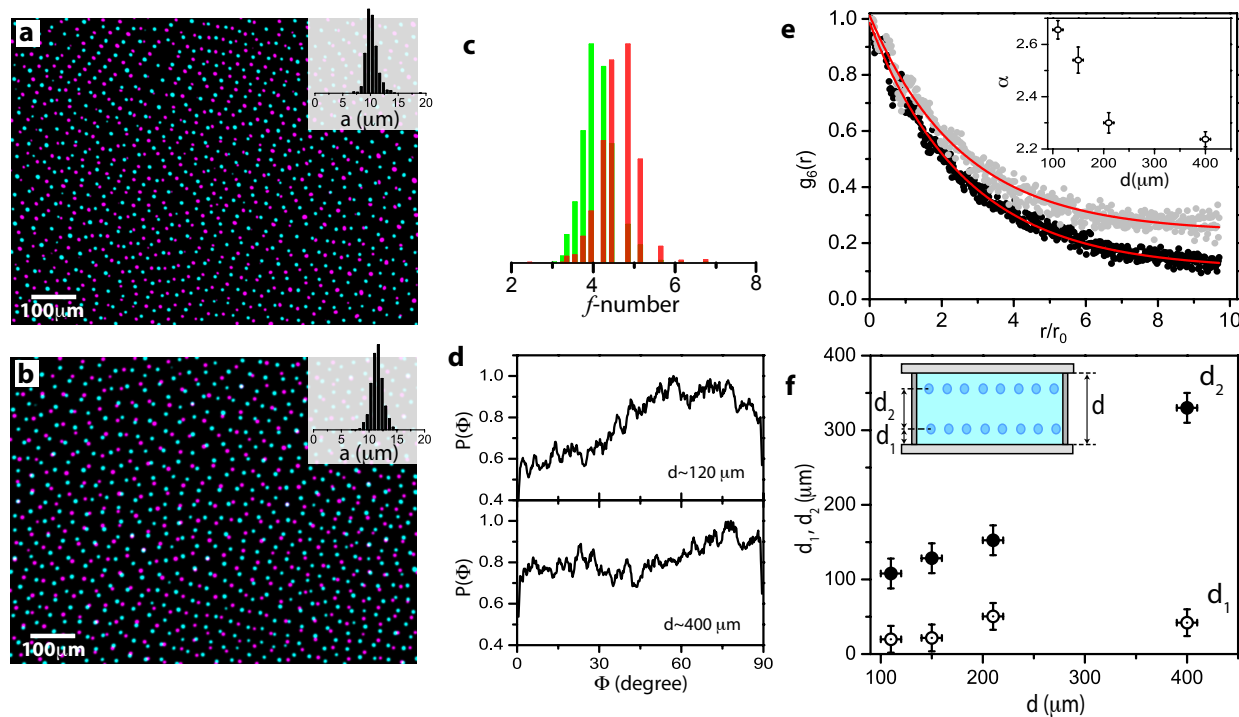 a
0 5 10 15 20
a (μm)
100μm
b
0 5 10 15 20
a (μm)
100μm
c
2 4 6 8
f-number
d
1.0
0.8
0.6
0.4
P(Φ)
d~120 μm
1.0
0.8
0.6
0.4
P(Φ)
d~400 μm
0 30 60 90
Φ (degree)
e
1.0
0.8
0.6
0.4
0.2
0.0
g₆(r)
0 2 4 6 8 10
r/r₀
2.6
2.4
2.2
α
100 200 300 400
d(μm)
f
400
300
200
100
0
d₁, d₂ (μm)
d₂
d₁
d
d₂
d₁
100 200 300 400
d (μm)